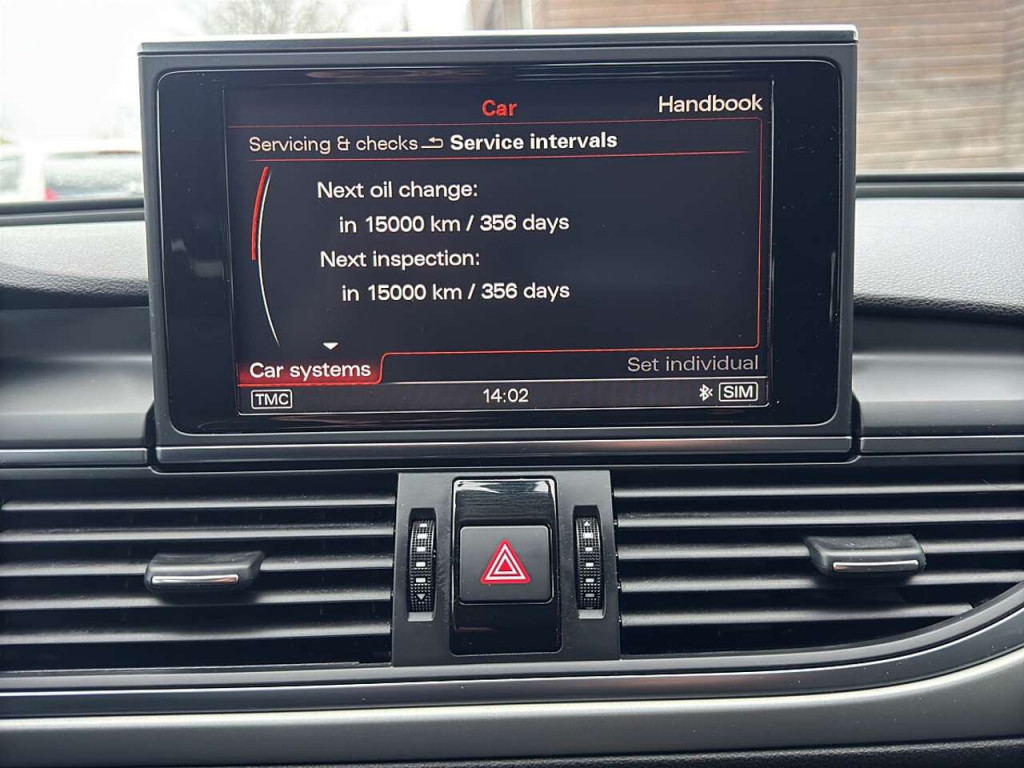 Car
Handbook
Servicing & checks Service intervals
Next oil change:
in 15000 km / 356 days
Next inspection:
in 15000 km / 356 days
Car systems
Set individual
TMC
14:02
SIM